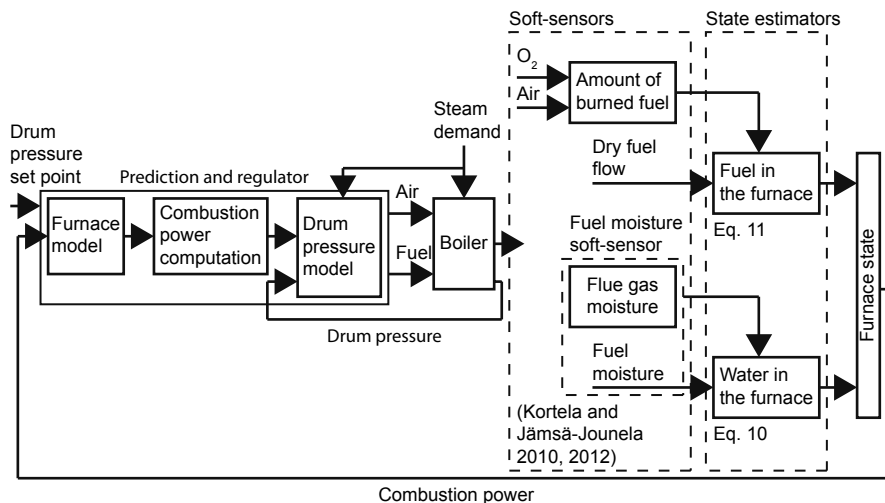 Soft-sensors
State estimators
O2
Air
Amount of
burned fuel
Steam
demand
Drum
pressure
set point
Dry fuel
flow
Prediction and regulator
Air
Furnace
model
Combustion
power
computation
Drum
pressure
model
Fuel
Boiler
Fuel in
the furnace
Eq. 11
Fuel moisture
soft-sensor
Flue gas
moisture
Drum pressure
Fuel
moisture
Water in
the furnace
Eq. 10
Furnace state
(Kortela and
Jämsä-Jounela
2010, 2012)
Combustion power